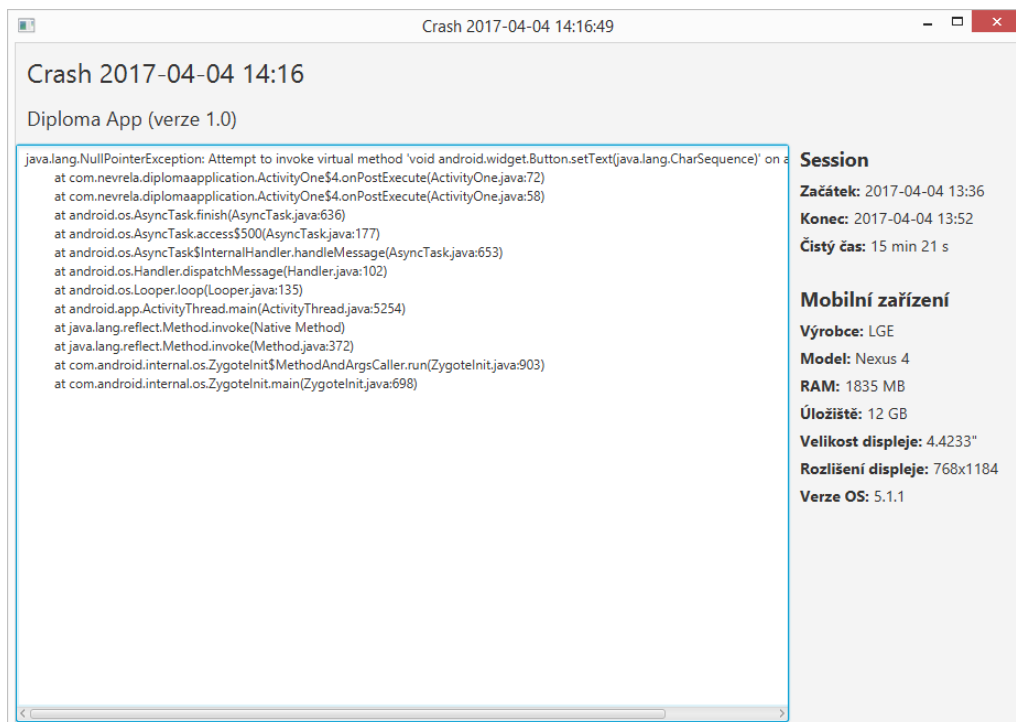 Crash 2017-04-04 14:16:49
Crash 2017-04-04 14:16
Diploma App (verze 1.0)
java.lang.NullPointerException: Attempt to invoke virtual method 'void android.widget.Button.setText(java.lang.CharSequence)' on a
at com.nevrela.diplomaapplication.ActivityOne$4.onPostExecute(ActivityOne.java:72)
at com.nevrela.diplomaapplication.ActivityOne$4.onPostExecute(ActivityOne.java:58)
at android.os.AsyncTask.finish(AsyncTask.java:636)
at android.os.AsyncTask.access$500(AsyncTask.java:177)
at android.os.AsyncTask$InternalHandler.handleMessage(AsyncTask.java:653)
at android.os.Handler.dispatchMessage(Handler.java:102)
at android.os.Looper.loop(Looper.java:135)
at android.app.ActivityThread.main(ActivityThread.java:5254)
at java.lang.reflect.Method.invoke(Native Method)
at java.lang.reflect.Method.invoke(Method.java:372)
at com.android.internal.os.ZygoteInit$MethodAndArgsCaller.run(ZygoteInit.java:903)
at com.android.internal.os.ZygoteInit.main(ZygoteInit.java:698)
Session
Začátek: 2017-04-04 13:36
Konec: 2017-04-04 13:52
Čistý čas: 15 min 21 s
Mobilní zařízení
Výrobce: LGE
Model: Nexus 4
RAM: 1835 MB
Úložiště: 12 GB
Velikost displeje: 4.4233"
Rozlišení displeje: 768x1184
Verze OS: 5.1.1